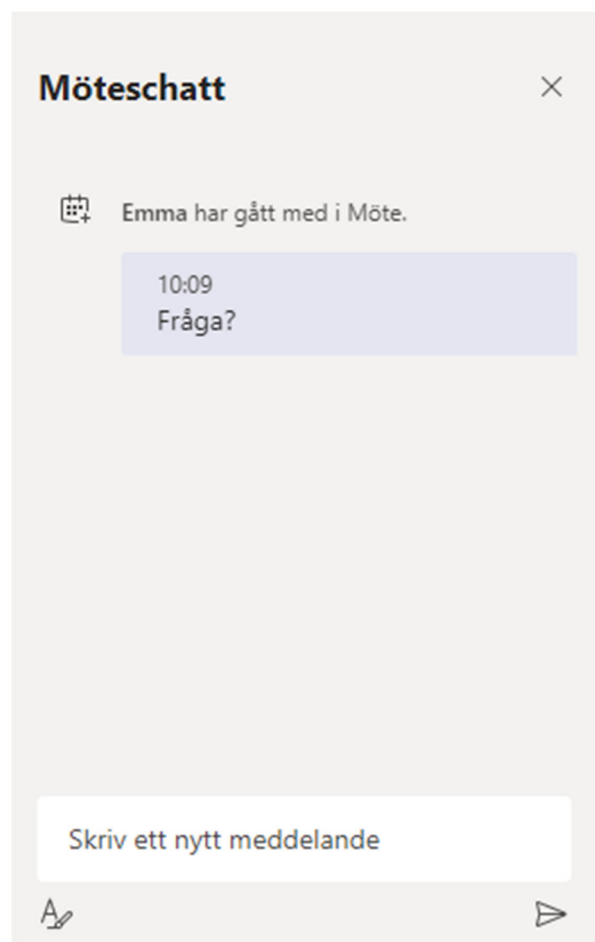 Möteschatt
Emma har gått med i Möte.
10:09
Fråga?
Skriv ett nytt meddelande